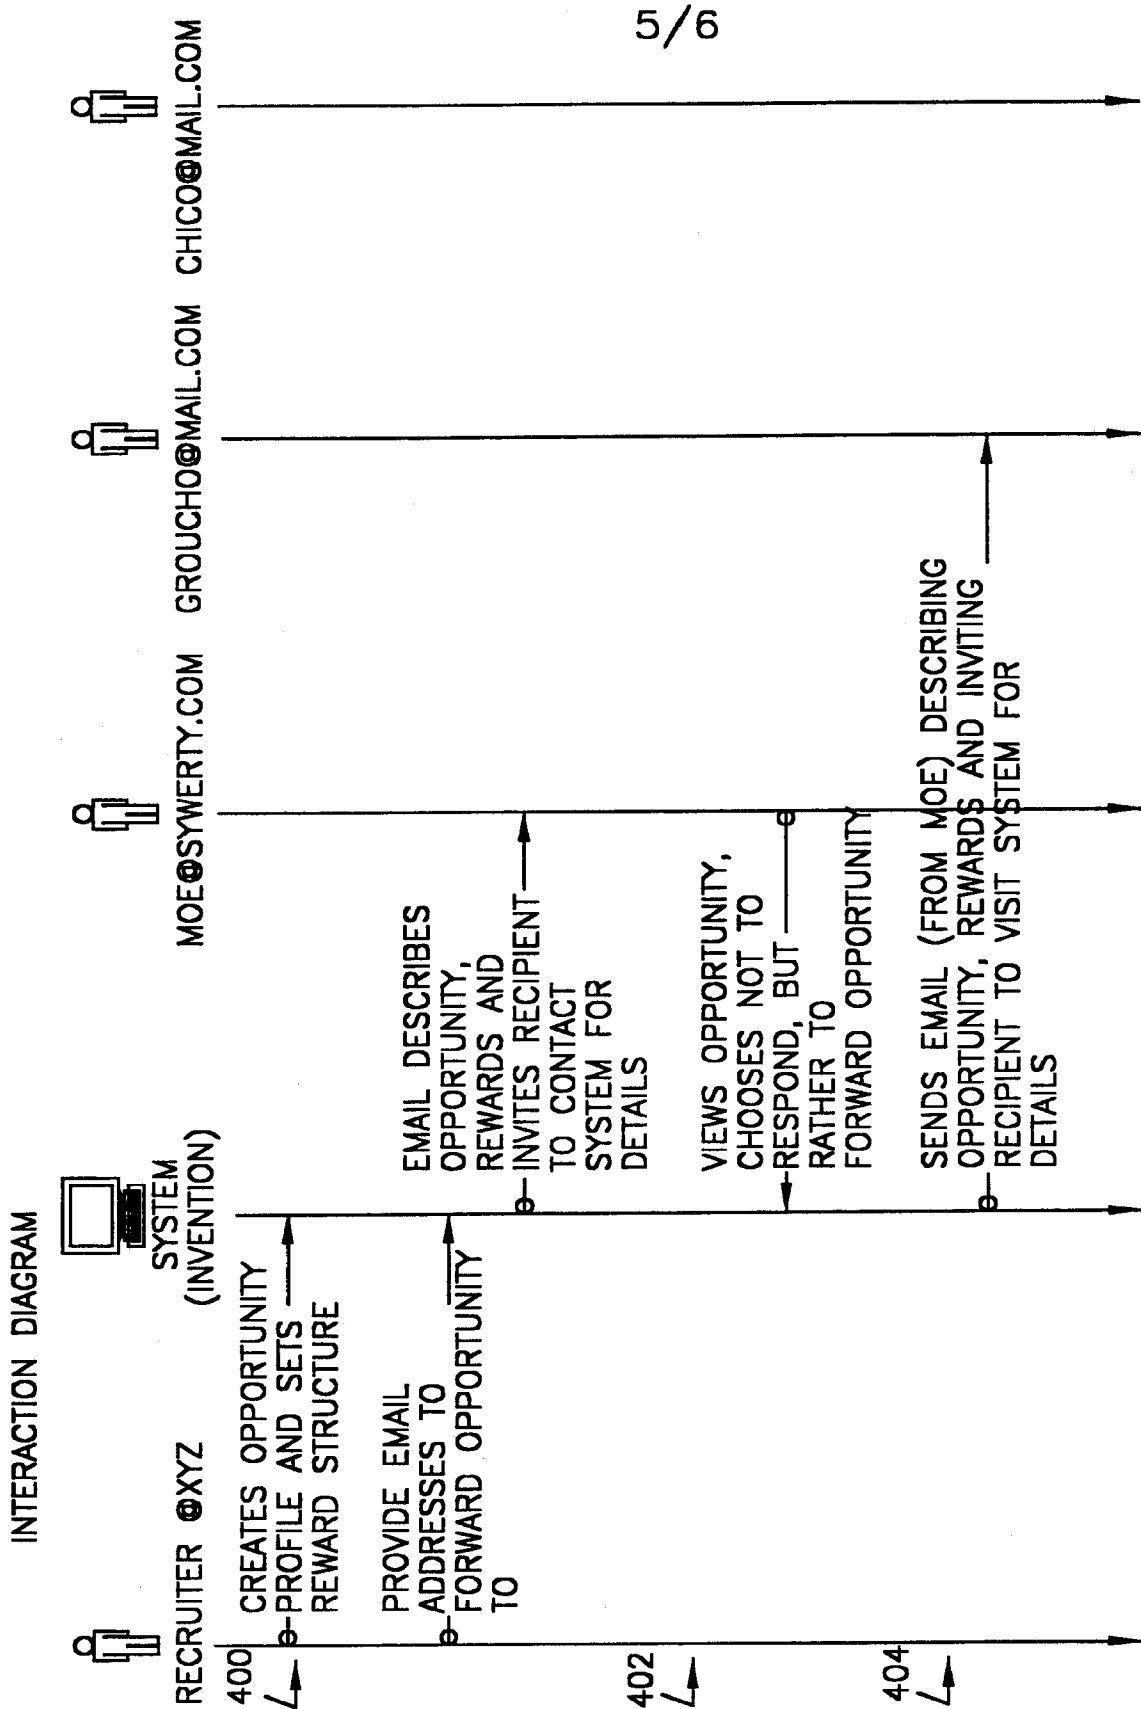 5/6
INTERACTION DIAGRAM
RECRUITER @XYZ
SYSTEM
(INVENTION)
MOE@SYWERTY.COM
GROUCHO@MAIL.COM
CHICO@MAIL.COM
400
CREATES OPPORTUNITY
PROFILE AND SETS
REWARD STRUCTURE
PROVIDE EMAIL
ADDRESSES TO
FORWARD OPPORTUNITY
TO
EMAIL DESCRIBES
OPPORTUNITY,
REWARDS AND
INVITES RECIPIENT
TO CONTACT
SYSTEM FOR
DETAILS
402
VIEWS OPPORTUNITY,
CHOOSES NOT TO
RESPOND, BUT
RATHER TO
FORWARD OPPORTUNITY
404
SENDS EMAIL (FROM MOE) DESCRIBING
OPPORTUNITY, REWARDS AND INVITING
RECIPIENT TO VISIT SYSTEM FOR
DETAILS